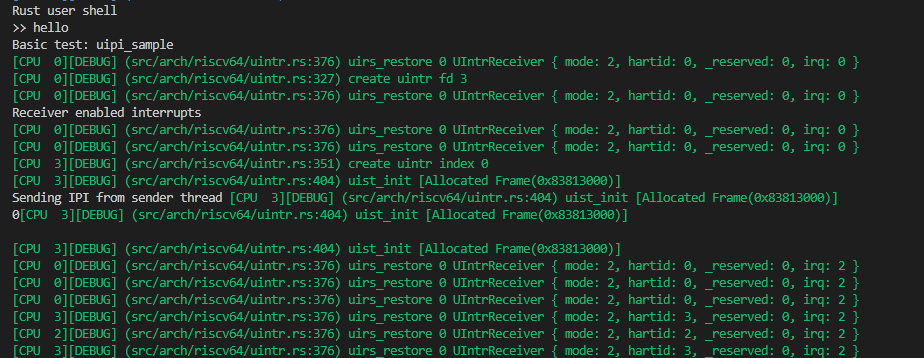 Rust user shell
>> hello
Basic test: uipi_sample
[CPU  0][DEBUG] (src/arch/riscv64/uintr.rs:376) uirs_restore 0 UIntrReceiver { mode: 2, hartid: 0, _reserved: 0, irq: 0 }
[CPU  0][DEBUG] (src/arch/riscv64/uintr.rs:327) create uintr fd 3
[CPU  0][DEBUG] (src/arch/riscv64/uintr.rs:376) uirs_restore 0 UIntrReceiver { mode: 2, hartid: 0, _reserved: 0, irq: 0 }
Receiver enabled interrupts
[CPU  0][DEBUG] (src/arch/riscv64/uintr.rs:376) uirs_restore 0 UIntrReceiver { mode: 2, hartid: 0, _reserved: 0, irq: 0 }
[CPU  0][DEBUG] (src/arch/riscv64/uintr.rs:376) uirs_restore 0 UIntrReceiver { mode: 2, hartid: 0, _reserved: 0, irq: 0 }
[CPU  3][DEBUG] (src/arch/riscv64/uintr.rs:351) create uintr index 0
[CPU  3][DEBUG] (src/arch/riscv64/uintr.rs:404) uist_init [Allocated Frame(0x83813000)]
Sending IPI from sender thread [CPU  3][DEBUG] (src/arch/riscv64/uintr.rs:404) uist_init [Allocated Frame(0x83813000)]
0[CPU  3][DEBUG] (src/arch/riscv64/uintr.rs:404) uist_init [Allocated Frame(0x83813000)]
[CPU  3][DEBUG] (src/arch/riscv64/uintr.rs:404) uist_init [Allocated Frame(0x83813000)]
[CPU  0][DEBUG] (src/arch/riscv64/uintr.rs:376) uirs_restore 0 UIntrReceiver { mode: 2, hartid: 0, _reserved: 0, irq: 2 }
[CPU  0][DEBUG] (src/arch/riscv64/uintr.rs:376) uirs_restore 0 UIntrReceiver { mode: 2, hartid: 0, _reserved: 0, irq: 2 }
[CPU  0][DEBUG] (src/arch/riscv64/uintr.rs:376) uirs_restore 0 UIntrReceiver { mode: 2, hartid: 0, _reserved: 0, irq: 2 }
[CPU  3][DEBUG] (src/arch/riscv64/uintr.rs:376) uirs_restore 0 UIntrReceiver { mode: 2, hartid: 3, _reserved: 0, irq: 2 }
[CPU  2][DEBUG] (src/arch/riscv64/uintr.rs:376) uirs_restore 0 UIntrReceiver { mode: 2, hartid: 2, _reserved: 0, irq: 2 }
[CPU  3][DEBUG] (src/arch/riscv64/uintr.rs:376) uirs_restore 0 UIntrReceiver { mode: 2, hartid: 3, _reserved: 0, irq: 2 }